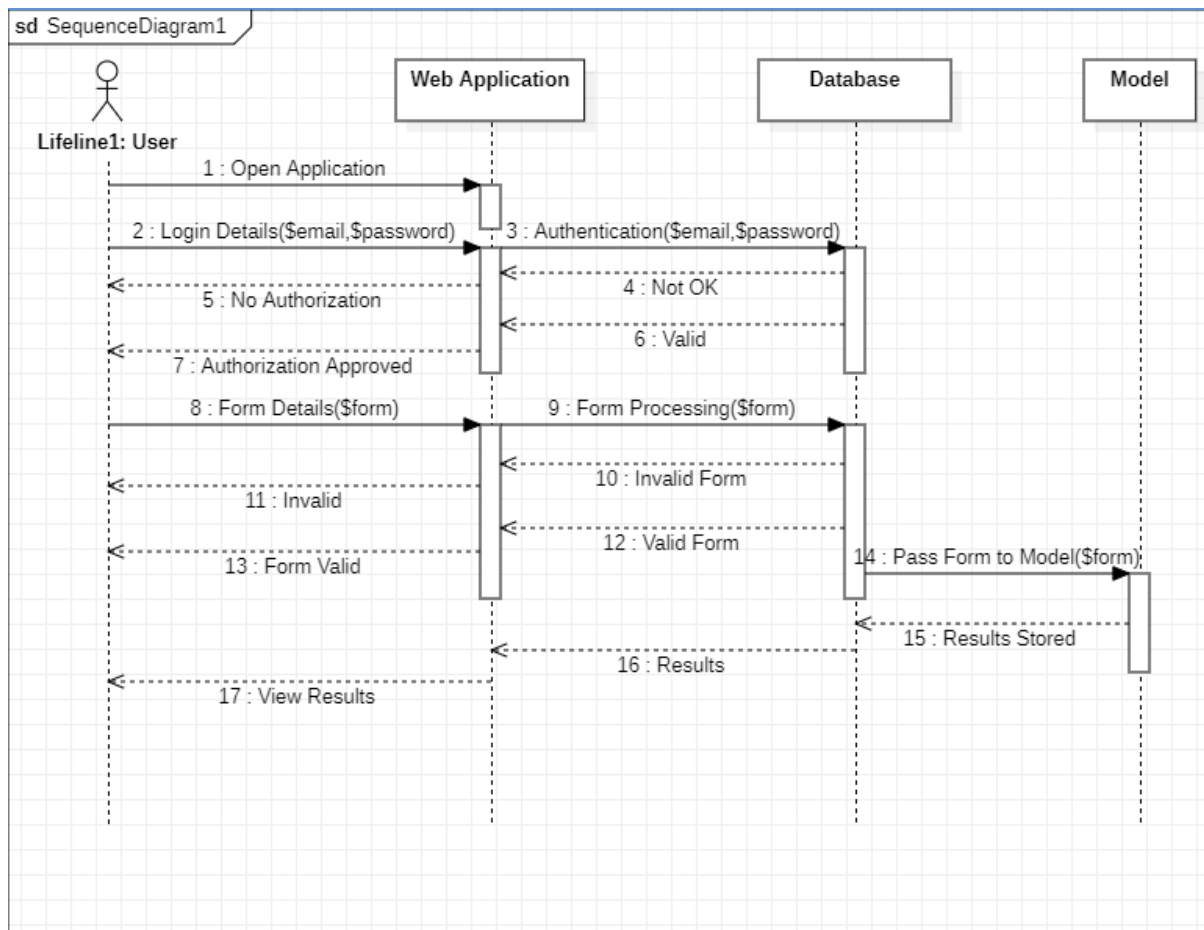 sd SequenceDiagram1
Web Application
Database
Model
Lifeline1: User
1 : Open Application
2 : Login Details($email,$password)
3 : Authentication($email,$password)
4 : Not OK
5 : No Authorization
6 : Valid
7 : Authorization Approved
8 : Form Details($form)
9 : Form Processing($form)
10 : Invalid Form
11 : Invalid
12 : Valid Form
13 : Form Valid
14 : Pass Form to Model($form)
15 : Results Stored
16 : Results
17 : View Results